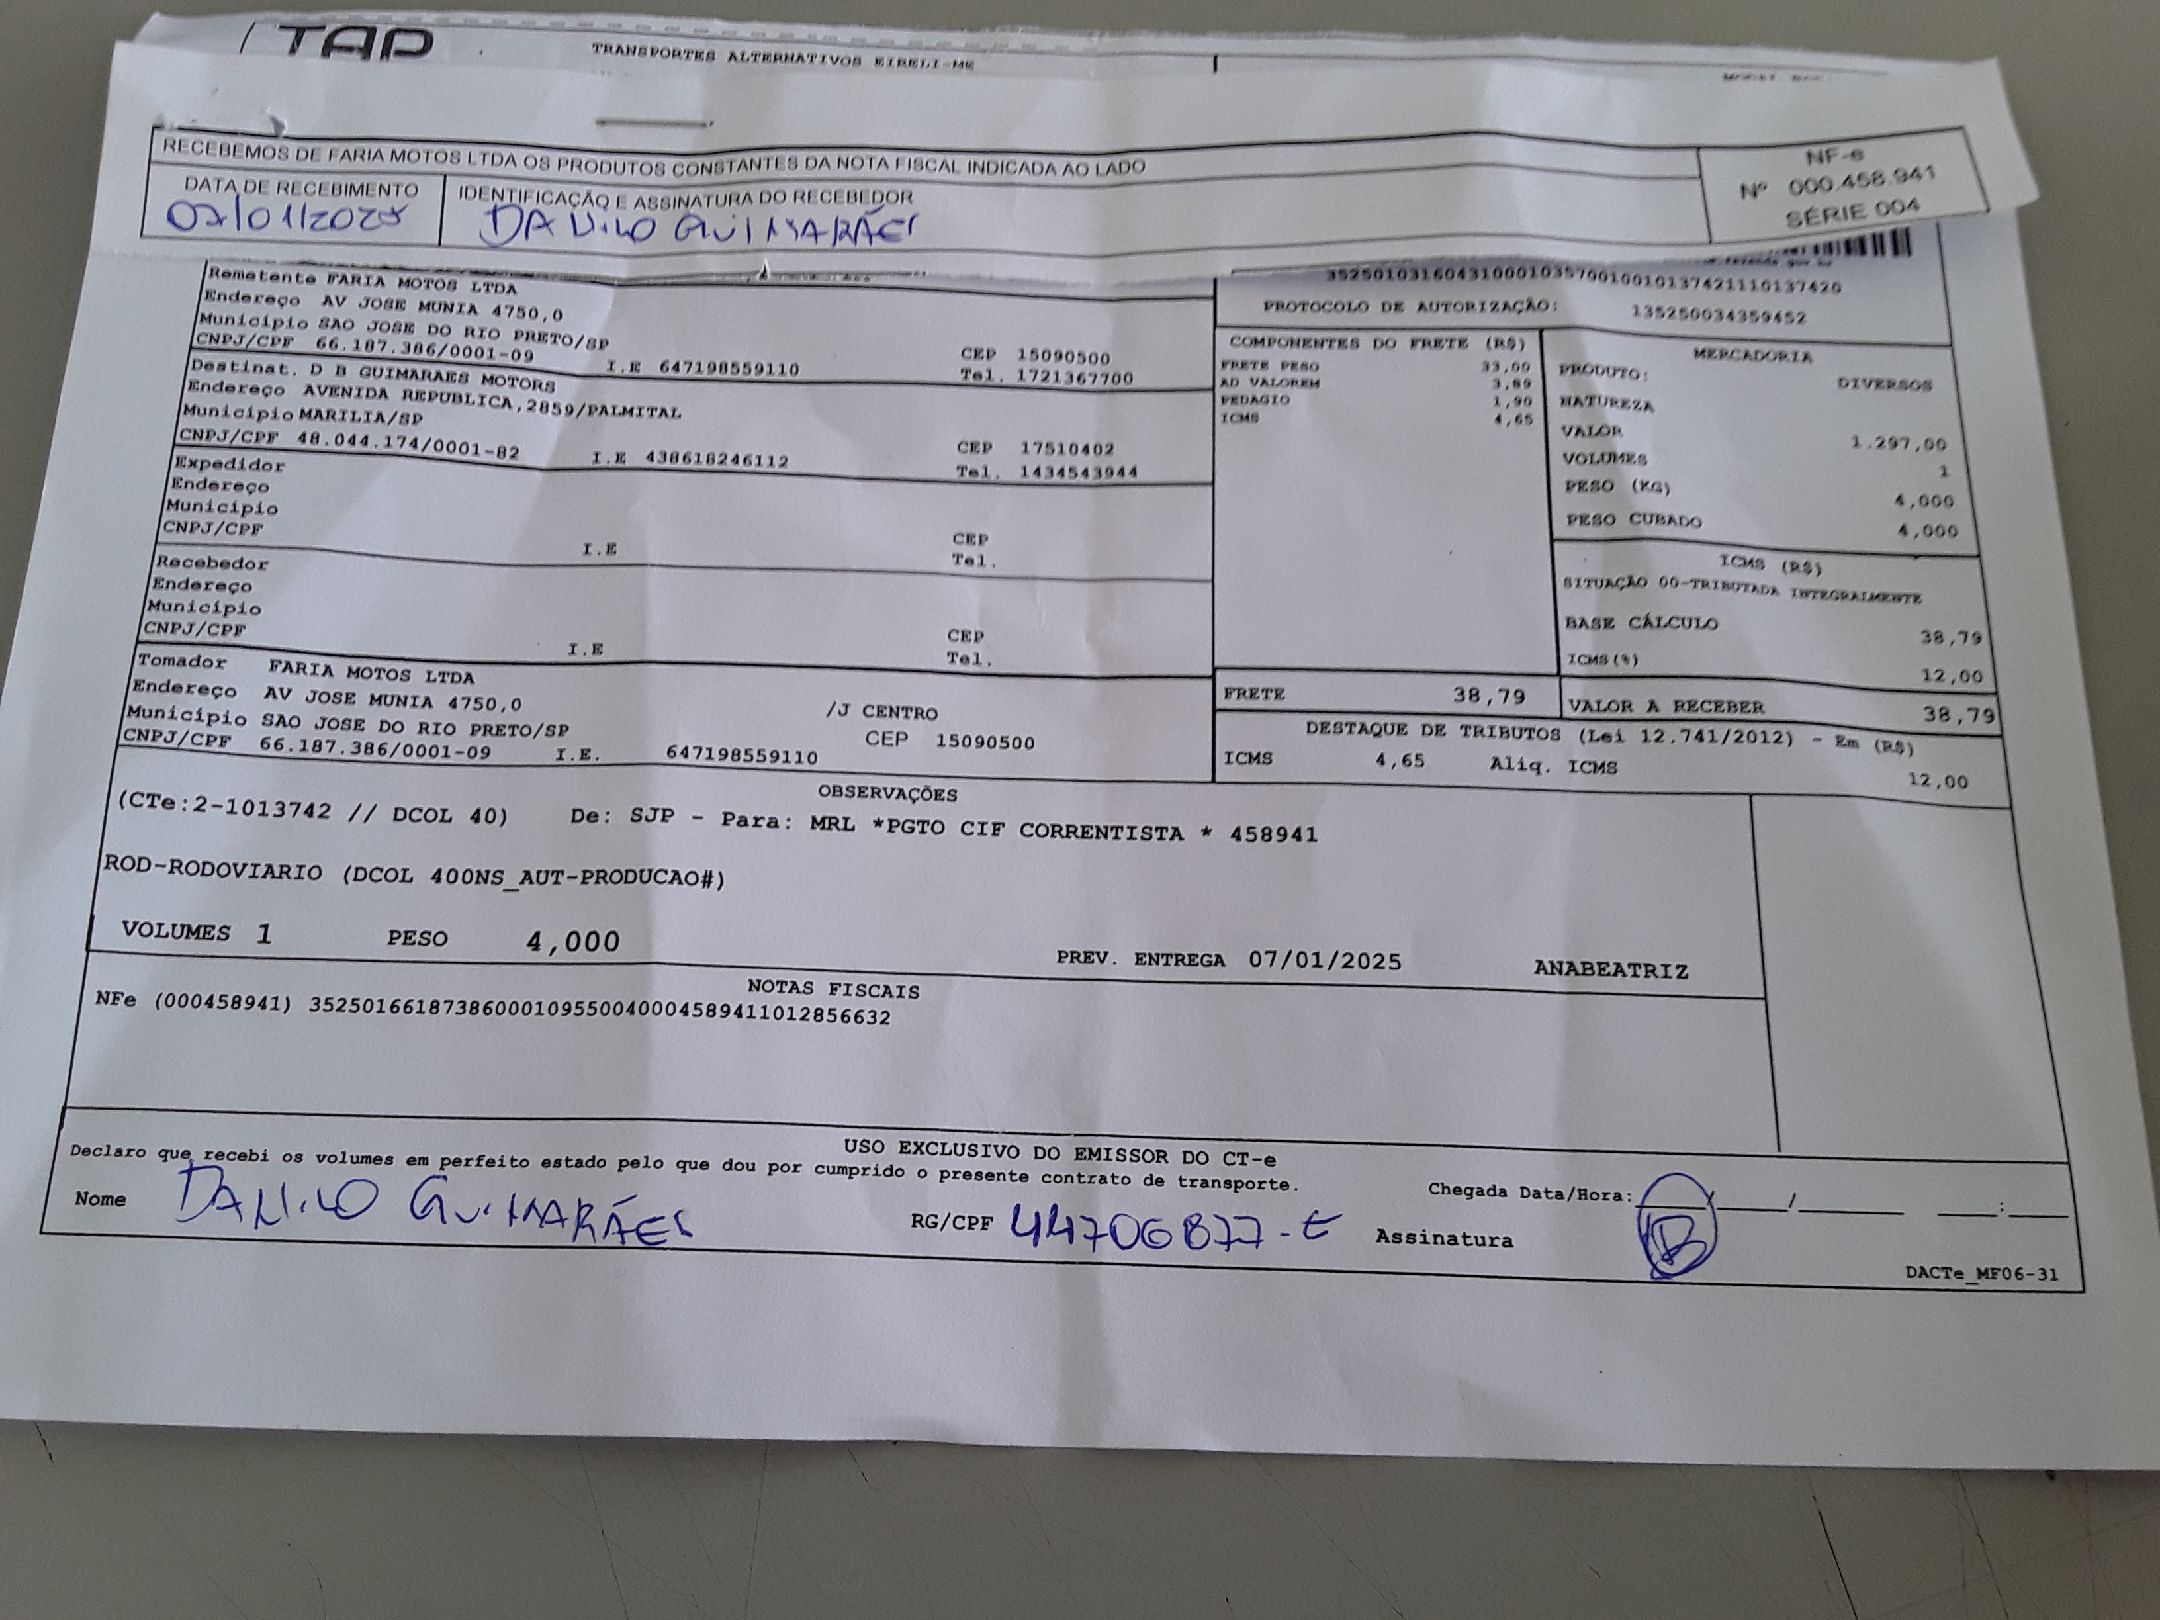 TAP
TRANSPORTES ALTERNATIVOS EIRELI-ME
RECEBEMOS DE FARIA MOTOS LTDA OS PRODUTOS CONSTANTES DA NOTA FISCAL INDICADA AO LADO
NF-e
Nº 000.458.941
SÉRIE 004
DATA DE RECEBIMENTO
07/01/2025
IDENTIFICAÇÃO E ASSINATURA DO RECEBEDOR
DANILO GUIMARÃES
Remetente FARIA MOTOS LTDA
Endereço AV JOSE MUNIA 4750,0
Município SAO JOSE DO RIO PRETO/SP
CNPJ/CPF 66.187.386/0001-09 I.E 647198559110
CEP 15090500
Tel. 1721367700
Destinat. D B GUIMARAES MOTORS
Endereço AVENIDA REPUBLICA,2859/PALMITAL
Município MARILIA/SP
CNPJ/CPF 48.044.174/0001-82 I.E 438618246112
CEP 17510402
Tel. 1434543944
Expedidor
Endereço
Município
CNPJ/CPF I.E
CEP
Tel.
Recebedor
Endereço
Município
CNPJ/CPF I.E
CEP
Tel.
Tomador FARIA MOTOS LTDA
Endereço AV JOSE MUNIA 4750,0 /J CENTRO
Município SAO JOSE DO RIO PRETO/SP CEP 15090500
CNPJ/CPF 66.187.386/0001-09 I.E. 647198559110
35250103160431000103570010010137421110137420
PROTOCOLO DE AUTORIZAÇÃO: 135250034359452
COMPONENTES DO FRETE (R$)
FRETE PESO 33,00
AD VALOREM 3,89
PEDAGIO 1,90
ICMS 4,65
MERCADORIA
PRODUTO: DIVERSOS
NATUREZA
VALOR 1.297,00
VOLUMES 1
PESO (KG) 4,000
PESO CUBADO 4,000
ICMS (R$)
SITUAÇÃO 00-TRIBUTADA INTEGRALMENTE
BASE CÁLCULO 38,79
ICMS(%) 12,00
FRETE 38,79
VALOR A RECEBER 38,79
DESTAQUE DE TRIBUTOS (Lei 12.741/2012) - Em (R$)
ICMS 4,65 Aliq. ICMS 12,00
OBSERVAÇÕES
(CTe:2-1013742 // DCOL 40) De: SJP - Para: MRL *PGTO CIF CORRENTISTA * 458941
ROD-RODOVIARIO (DCOL 400NS_AUT-PRODUCAO#)
VOLUMES 1 PESO 4,000
PREV. ENTREGA 07/01/2025 ANABEATRIZ
NOTAS FISCAIS
NFe (000458941) 35250166187386000109550040004589411012856632
USO EXCLUSIVO DO EMISSOR DO CT-e
Declaro que recebi os volumes em perfeito estado pelo que dou por cumprido o presente contrato de transporte.
Chegada Data/Hora: ___/___/___ ___:___
Nome DANILO GUIMARÃES
RG/CPF 44706877-
Assinatura
DACTe_MF06-31